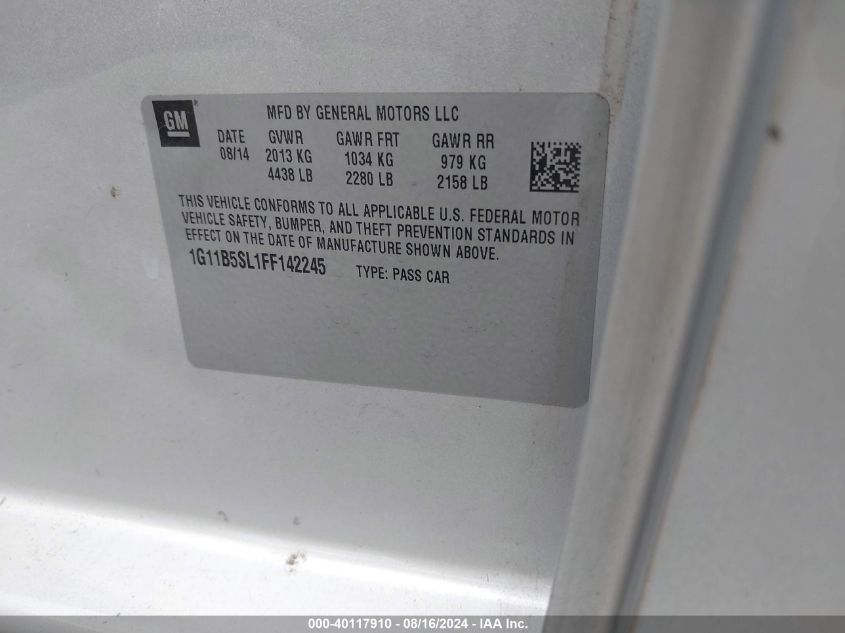 GM ®
MFD BY GENERAL MOTORS LLC
DATE GVWR GAWR FRT GAWR RR
08/14 2013 KG 1034 KG 979 KG
4438 LB 2280 LB 2158 LB
THIS VEHICLE CONFORMS TO ALL APPLICABLE U.S. FEDERAL MOTOR
VEHICLE SAFETY, BUMPER, AND THEFT PREVENTION STANDARDS IN
EFFECT ON THE DATE OF MANUFACTURE SHOWN ABOVE.
1G11B5SL1FF142245 TYPE: PASS CAR
000-40117910 - 08/16/2024 - IAA Inc.